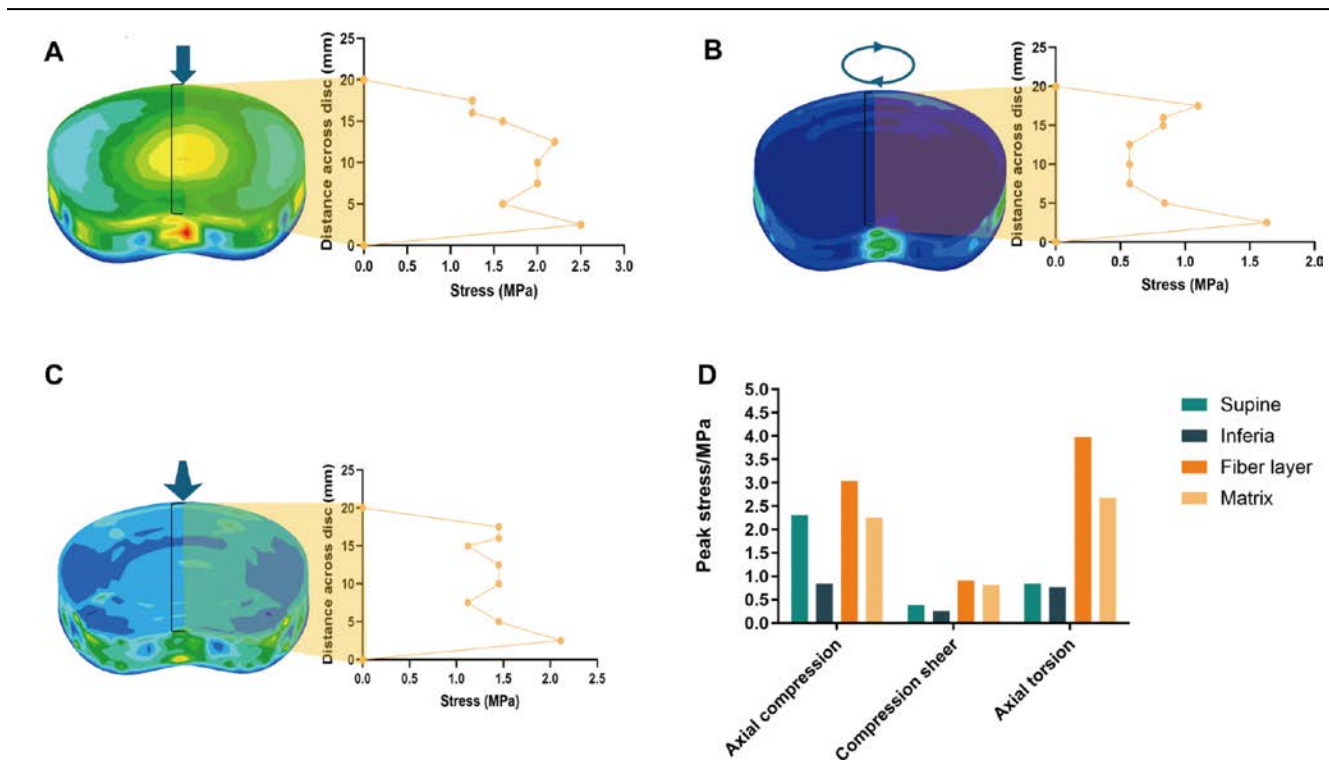 A
Distance across disc (mm)
25
20
15
10
5
0
0.0 0.5 1.0 1.5 2.0 2.5 3.0
Stress (MPa)
B
Distance across disc (mm)
25
20
15
10
5
0
0.0 0.5 1.0 1.5 2.0
Stress (MPa)
C
Distance across disc (mm)
25
20
15
10
5
0
0.0 0.5 1.0 1.5 2.0 2.5
Stress (MPa)
D
Peak stress/MPa
5.0
4.5
4.0
3.5
3.0
2.5
2.0
1.5
1.0
0.5
0.0
Axial compression
Compression sheer
Axial torsion
Supine
Inferia
Fiber layer
Matrix